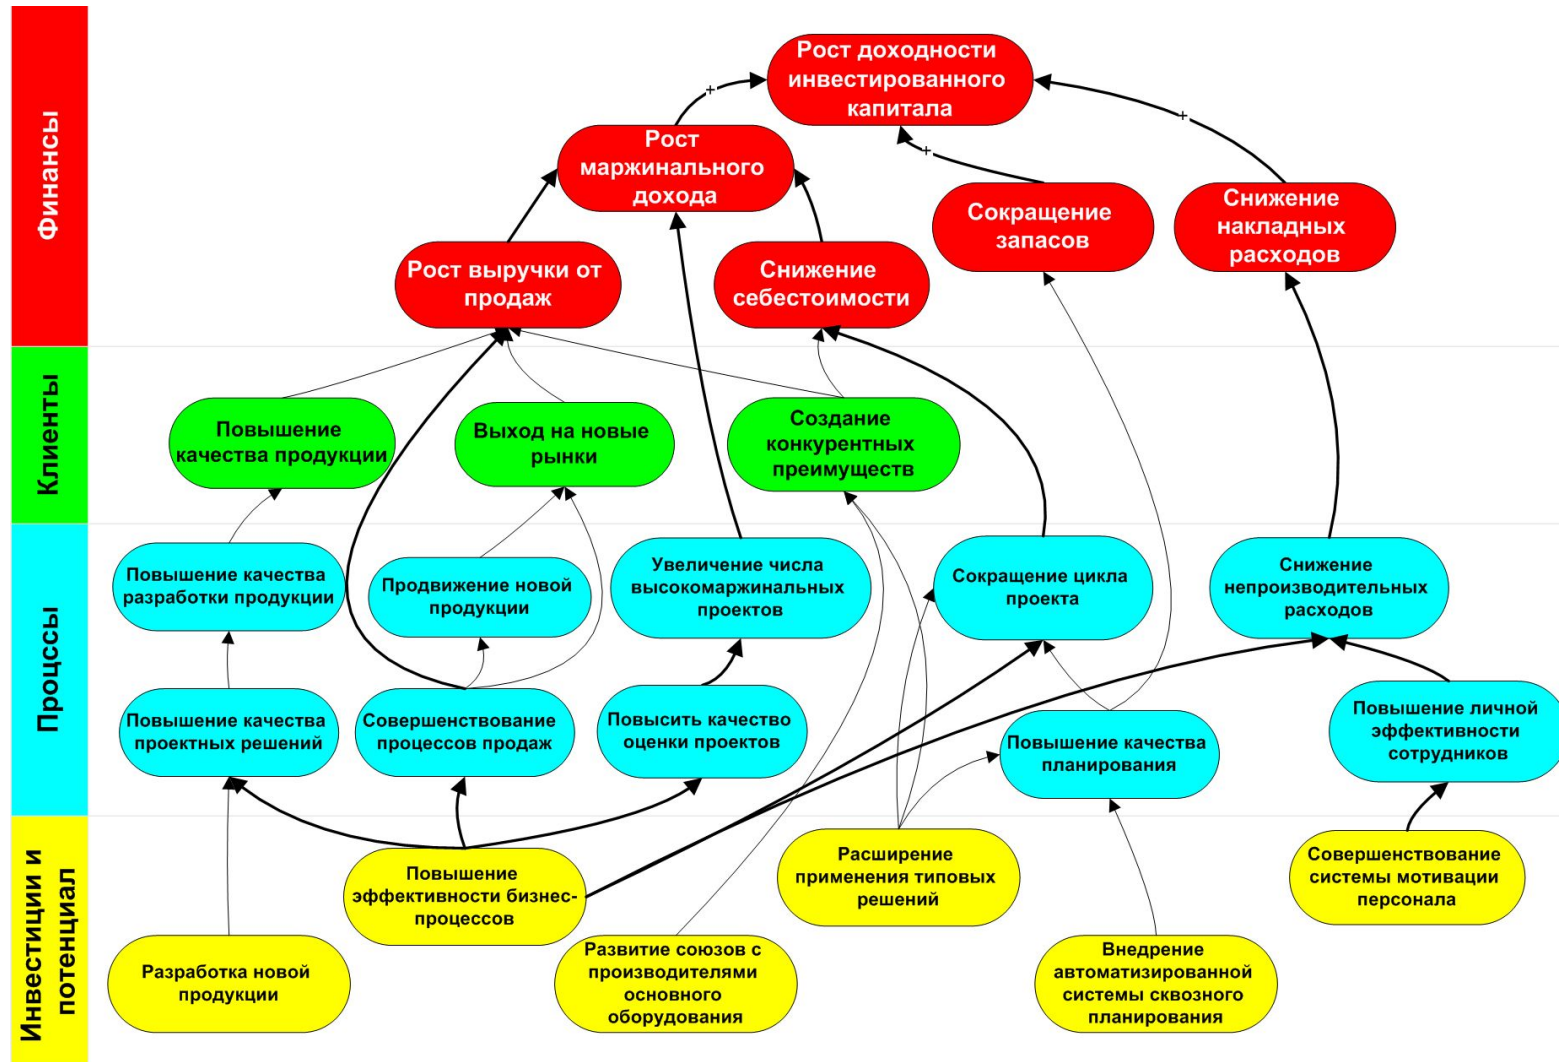 Финансы
Рост доходности
инвестированного
капитала
+
+
+
Рост
маржинального
дохода
Сокращение
запасов
Снижение
накладных
расходов
Рост выручки от
продаж
Снижение
себестоимости
Клиенты
Повышение
качества продукции
Выход на новые
рынки
Создание
конкурентных
преимуществ
Процссы
Повышение качества
разработки продукции
Продвижение новой
продукции
Увеличение числа
высокомаржинальных
проектов
Сокращение цикла
проекта
Снижение
непроизводительных
расходов
Повышение качества
проектных решений
Совершенствование
процессов продаж
Повысить качество
оценки проектов
Повышение качества
планирования
Повышение личной
эффективности
сотрудников
Инвестиции и
потенциал
Повышение
эффективности бизнес-
процессов
Расширение
применения типовых
решений
Совершенствование
системы мотивации
персонала
Разработка новой
продукции
Развитие союзов с
производителями
основного
оборудования
Внедрение
автоматизированной
системы сквозного
планирования